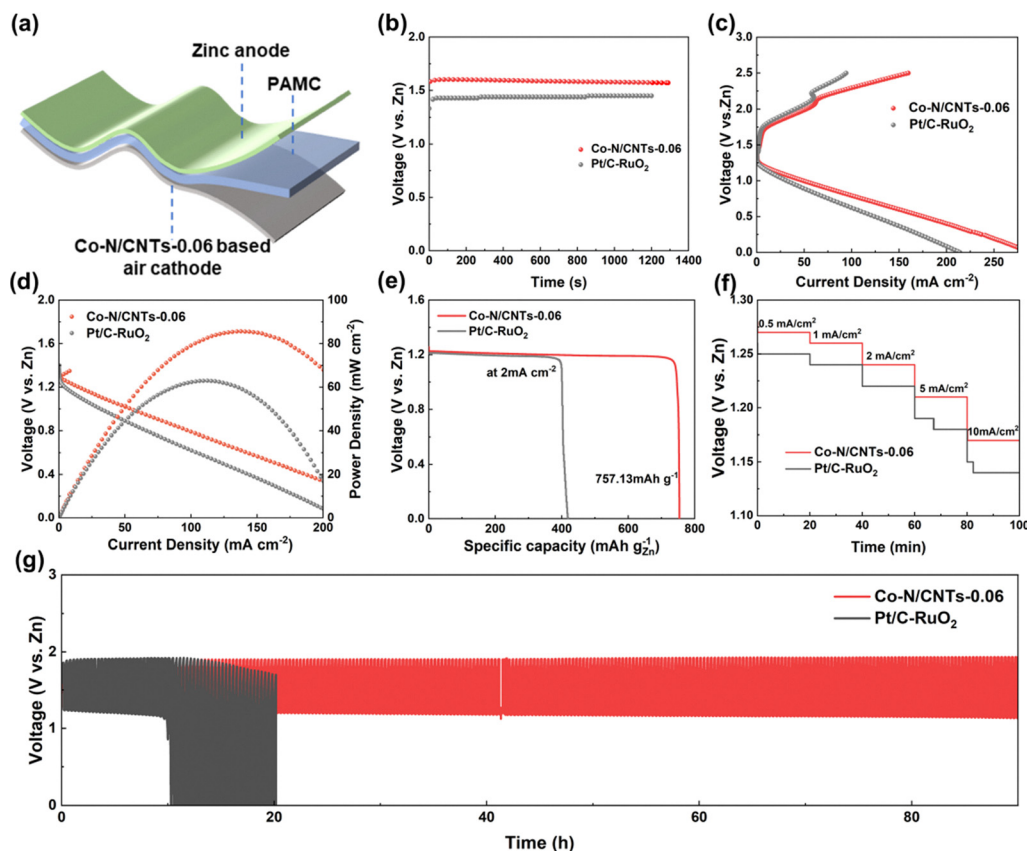 (a)
Zinc anode
PAMC
Co-N/CNTs-0.06 based
air cathode
(b)
Voltage (V vs. Zn)
2.0
1.5
1.0
0.5
0.0
Co-N/CNTs-0.06
Pt/C-RuO₂
0 200 400 600 800 1000 1200 1400
Time (s)
(c)
Voltage (V vs.Zn)
3.0
2.5
2.0
1.5
1.0
0.5
0.0
Co-N/CNTs-0.06
Pt/C-RuO₂
0 50 100 150 200 250
Current Density (mA cm⁻²)
(d)
Voltage (V vs. Zn)
2.0
1.6
1.2
0.8
0.4
0.0
Co-N/CNTs-0.06
Pt/C-RuO₂
100
80
60
40
20
0
Power Density (mW cm⁻²)
0 50 100 150 200
Current Density (mA cm⁻²)
(e)
Voltage (V vs. Zn)
1.6
1.2
0.8
0.4
0.0
Co-N/CNTs-0.06
Pt/C-RuO₂
at 2mA cm⁻²
757.13mAh g⁻¹
0 200 400 600 800
Specific capacity (mAh g⁻¹Zn)
(f)
Voltage (V vs. Zn)
1.30
1.25
1.20
1.15
1.10
0.5 mA/cm²
1 mA/cm²
2 mA/cm²
5 mA/cm²
10mA/cm²
Co-N/CNTs-0.06
Pt/C-RuO₂
0 20 40 60 80 100
Time (min)
(g)
Voltage (V vs. Zn)
3
2
1
0
Co-N/CNTs-0.06
Pt/C-RuO₂
0 20 40 60 80
Time (h)